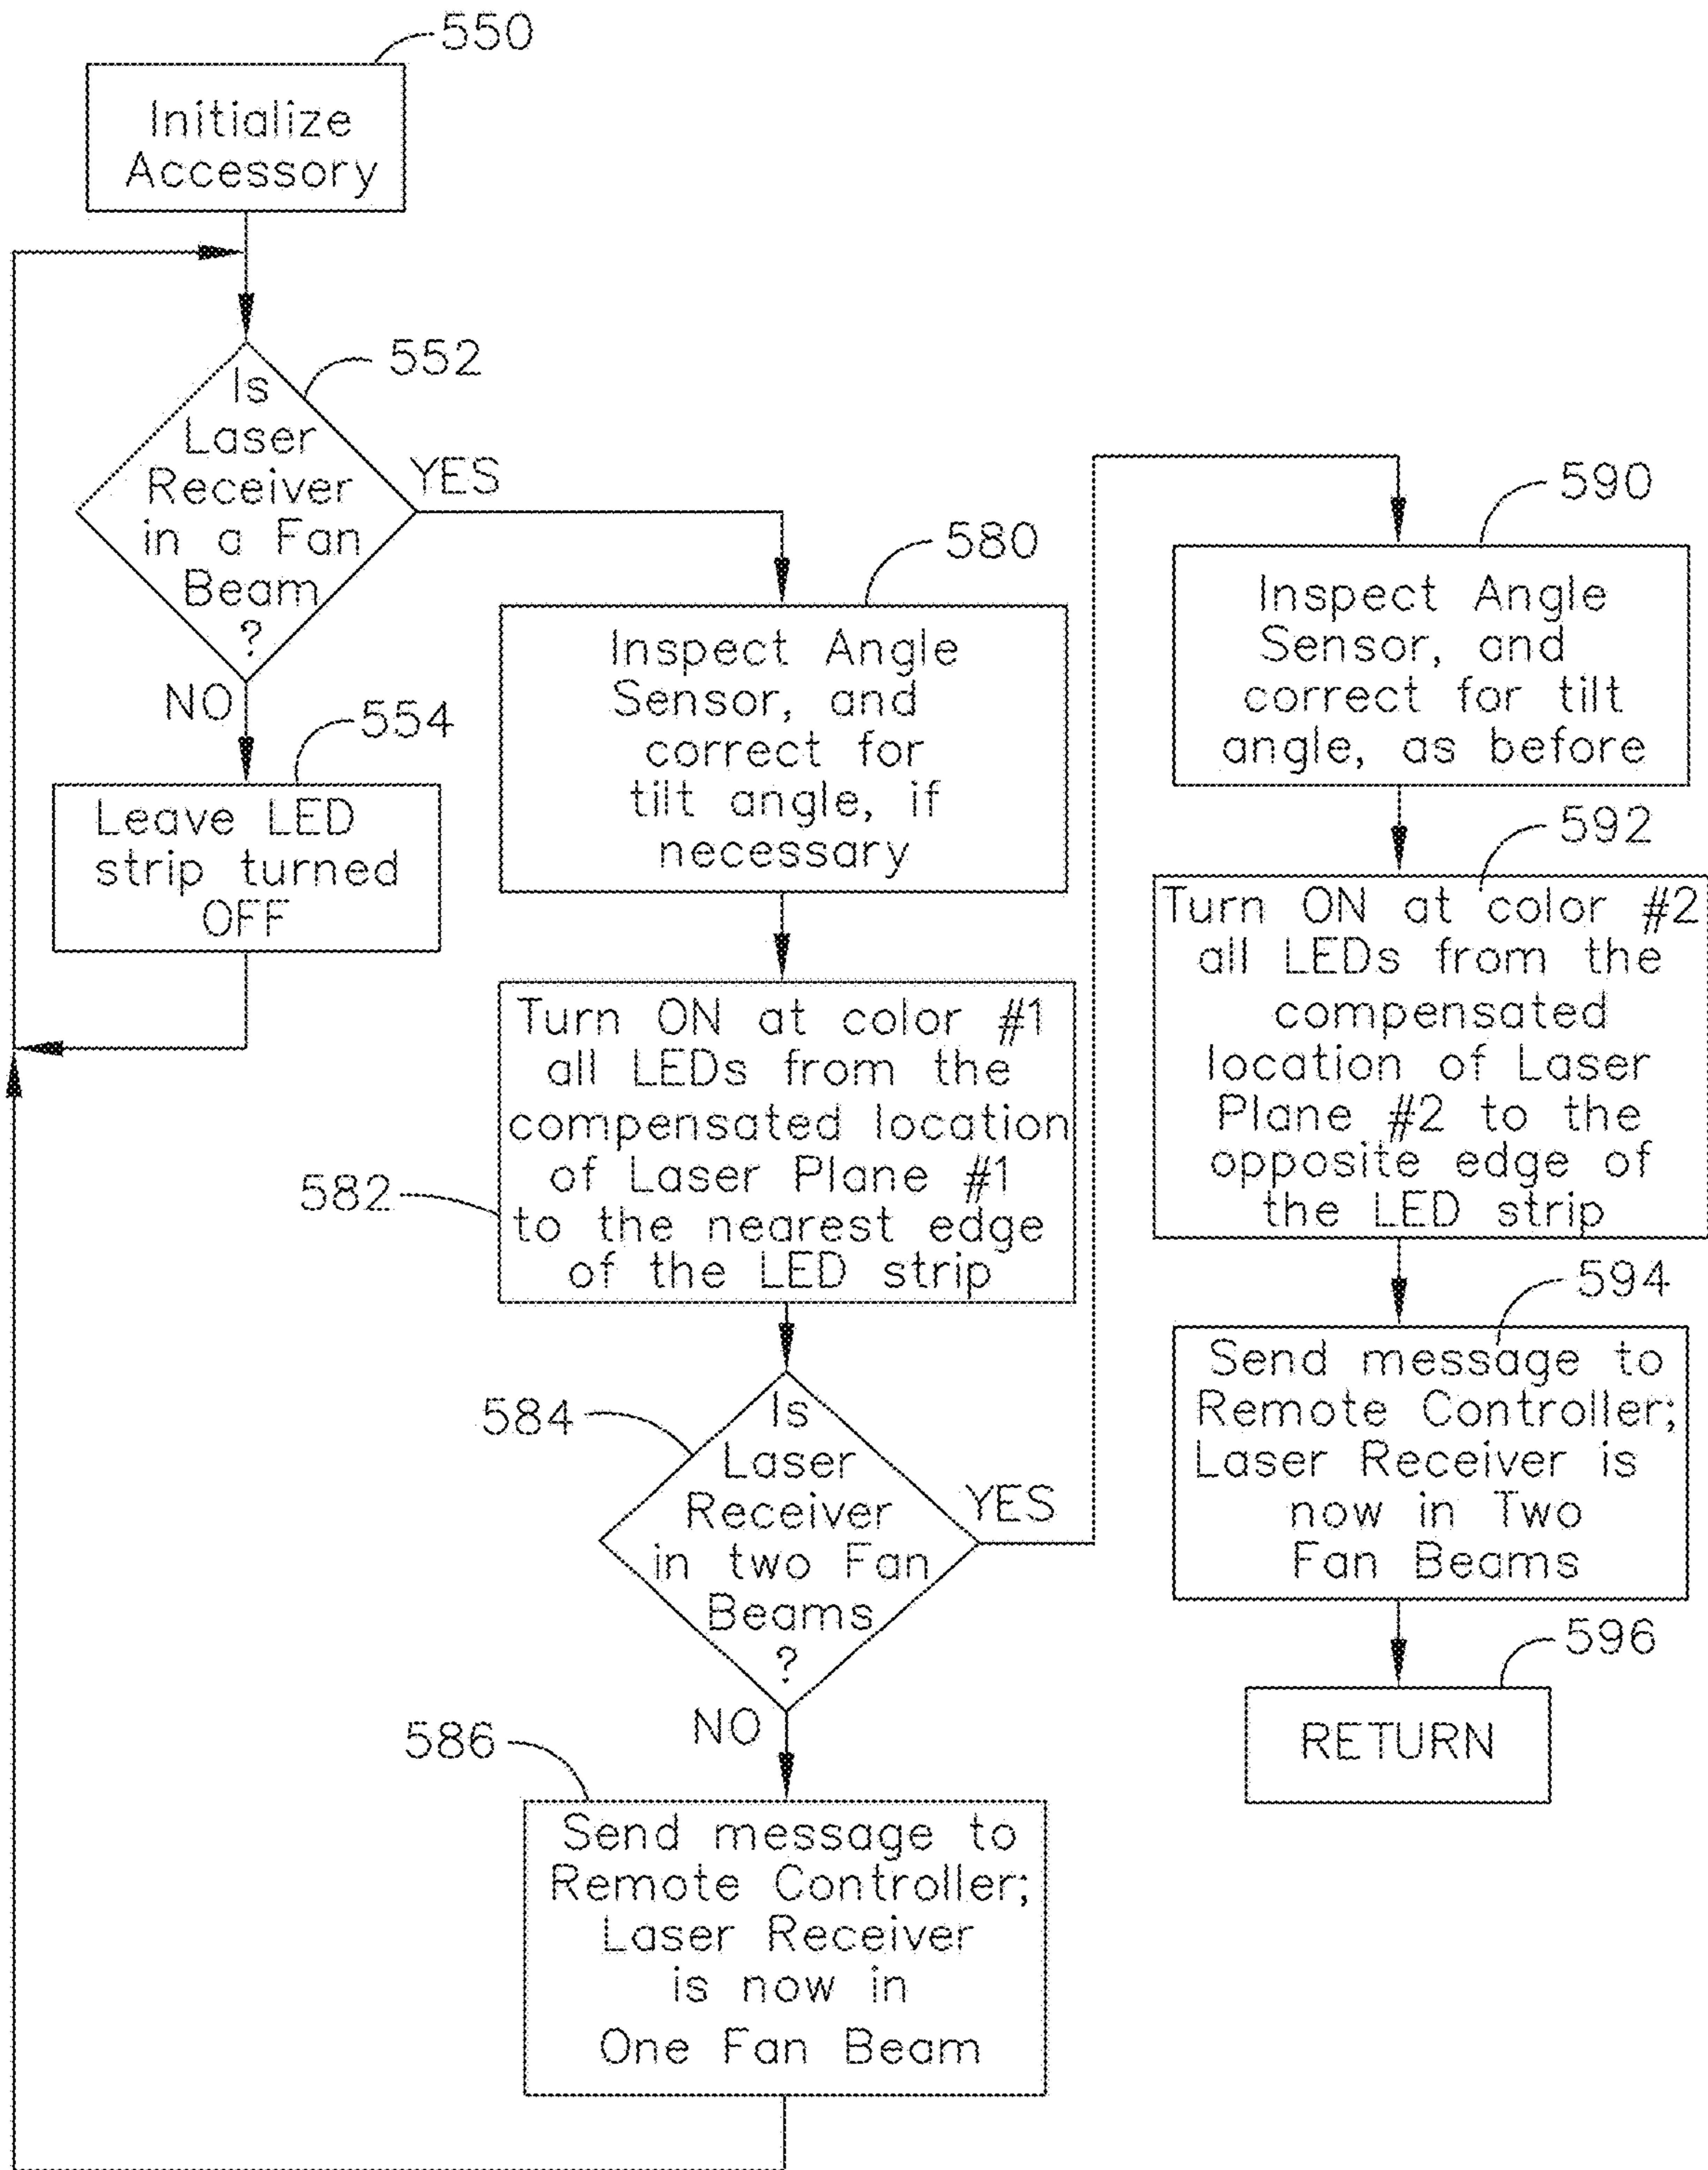 550
Initialize
Accessory
552
Is
Laser
Receiver
in a Fan
Beam
?
YES
NO
554
Leave LED
strip turned
OFF
580
Inspect Angle
Sensor, and
correct for
tilt angle, if
necessary
582
Turn ON at color #1
all LEDs from the
compensated location
of Laser Plane #1
to the nearest edge
of the LED strip
584
Is
Laser
Receiver
in two Fan
Beams
?
YES
NO
586
Send message to
Remote Controller;
Laser Receiver
is now in
One Fan Beam
590
Inspect Angle
Sensor, and
correct for tilt
angle, as before
592
Turn ON at color #2
all LEDs from the
compensated
location of Laser
Plane #2 to the
opposite edge of
the LED strip
594
Send message to
Remote Controller;
Laser Receiver is
now in Two
Fan Beams
596
RETURN